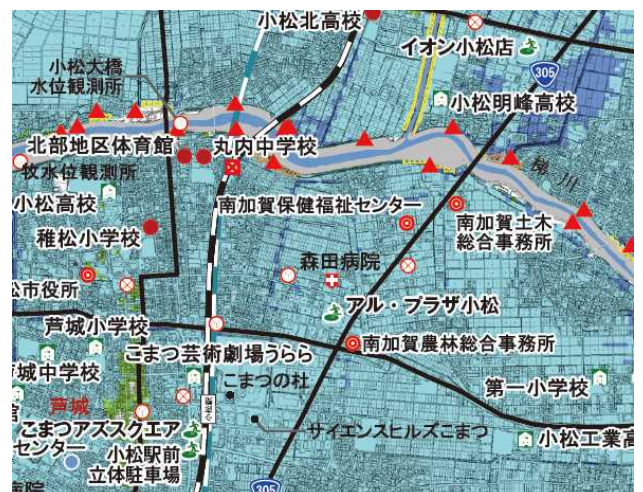 小松北高校
イオン小松店
小松大橋
水位観測所
305
小松明峰高校
北部地区体育館
丸内中学校
梯川
牧水位観測所
小松高校
南加賀保健福祉センター
稚松小学校
南加賀土木
総合事務所
森田病院
松市役所
アル・プラザ小松
芦城小学校
こまつ芸術劇場うらら
南加賀農林総合事務所
芦城中学校
こまつの杜
第一小学校
館
芦城
こまつアズスクエア
サイエンスヒルズこまつ
小松工業高
センター
小松駅前
立体駐車場
病院
305